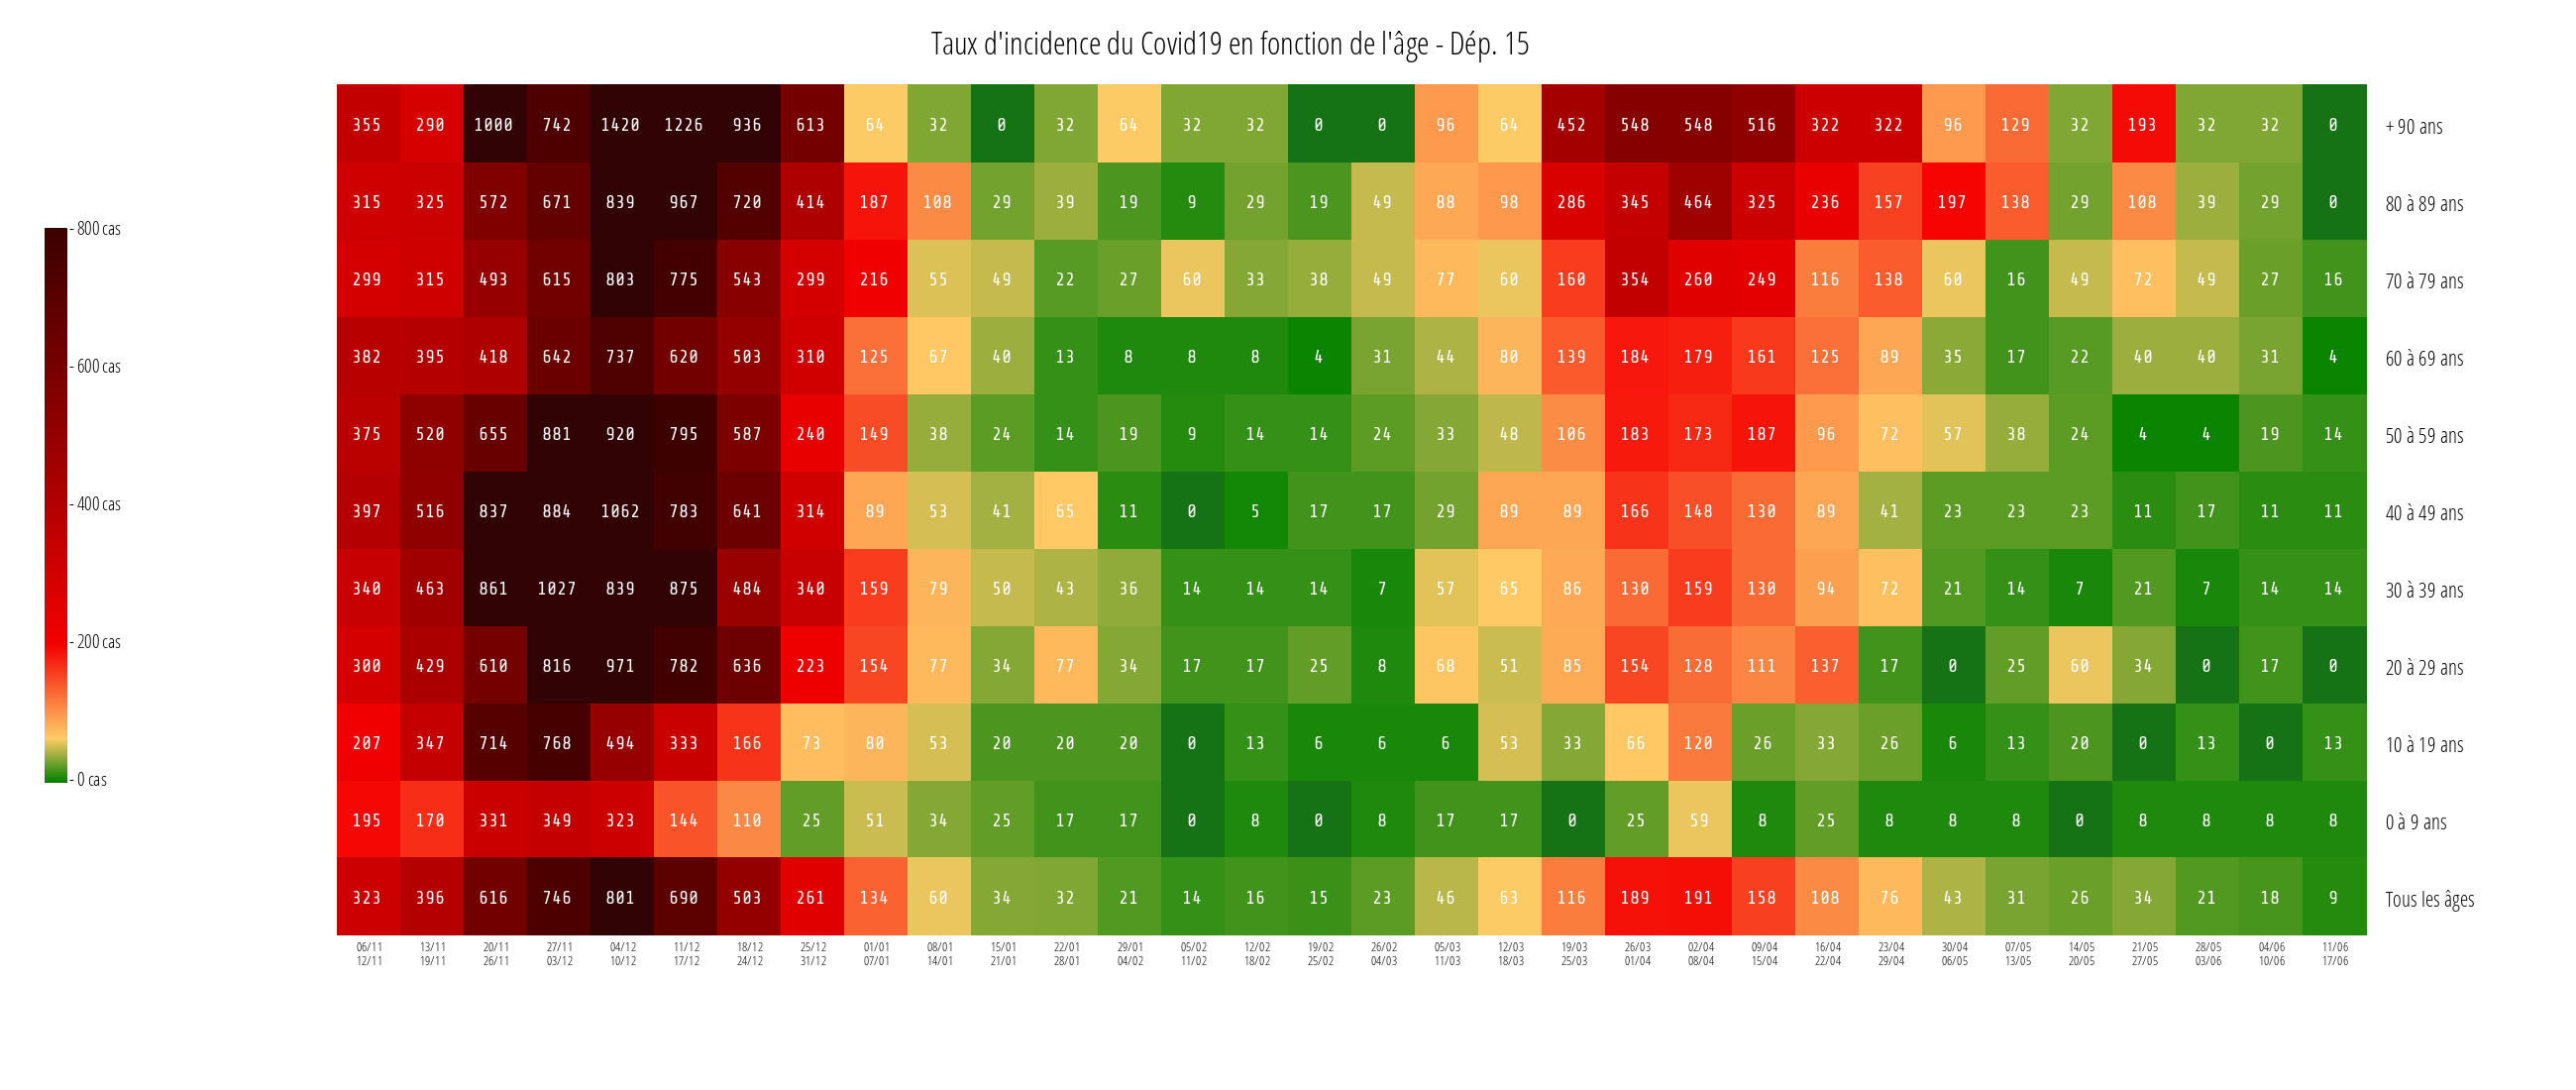 Taux d'incidence du Covid19 en fonction de l'âge - Dép. 15
355 290 1000 742 1420 1226 936 613 64 32 0 32 64 32 32 0 0 96 64 452 548 548 516 322 322 96 129 32 193 32 32 0 + 90 ans
315 325 572 671 839 967 720 414 187 108 29 39 19 9 29 19 49 88 98 286 345 464 325 236 157 197 138 29 108 39 29 0 80 à 89 ans
299 315 493 615 803 775 543 299 216 55 49 22 27 60 33 38 49 77 60 160 354 260 249 116 138 60 16 49 72 49 27 16 70 à 79 ans
382 395 418 642 737 620 503 310 125 67 40 13 8 8 8 4 31 44 80 139 184 179 161 125 89 35 17 22 40 40 31 4 60 à 69 ans
375 520 655 881 920 795 587 240 149 38 24 14 19 9 14 14 24 33 48 106 183 173 187 96 72 57 38 24 4 4 19 14 50 à 59 ans
397 516 837 884 1062 783 641 314 89 53 41 65 11 0 5 17 17 29 89 89 166 148 130 89 41 23 23 23 11 17 11 11 40 à 49 ans
340 463 861 1027 839 875 484 340 159 79 50 43 36 14 14 14 7 57 65 86 130 159 130 94 72 21 14 7 21 7 14 14 30 à 39 ans
300 429 610 816 971 782 636 223 154 77 34 77 34 17 17 25 8 68 51 85 154 128 111 137 17 0 25 60 34 0 17 0 20 à 29 ans
207 347 714 768 494 333 166 73 80 53 20 20 20 0 13 6 6 6 53 33 66 120 26 33 26 6 13 20 0 13 0 13 10 à 19 ans
195 170 331 349 323 144 110 25 51 34 25 17 17 0 8 0 8 17 17 0 25 59 8 25 8 8 8 0 8 8 8 8 0 à 9 ans
323 396 616 746 801 690 503 261 134 60 34 32 21 14 16 15 23 46 63 116 189 191 158 108 76 43 31 26 34 21 18 9 Tous les âges
06/11 13/11 20/11 27/11 04/12 11/12 18/12 25/12 01/01 08/01 15/01 22/01 29/01 05/02 12/02 19/02 26/02 05/03 12/03 19/03 26/03 02/04 09/04 16/04 23/04 30/04 07/05 14/05 21/05 28/05 04/06 11/06
12/11 19/11 26/11 03/12 10/12 17/12 24/12 31/12 07/01 14/01 21/01 28/01 04/02 11/02 18/02 25/02 04/03 11/03 18/03 25/03 01/04 08/04 15/04 22/04 29/04 06/05 13/05 20/05 27/05 03/06 10/06 17/06
- 800 cas
- 600 cas
- 400 cas
- 200 cas
- 0 cas